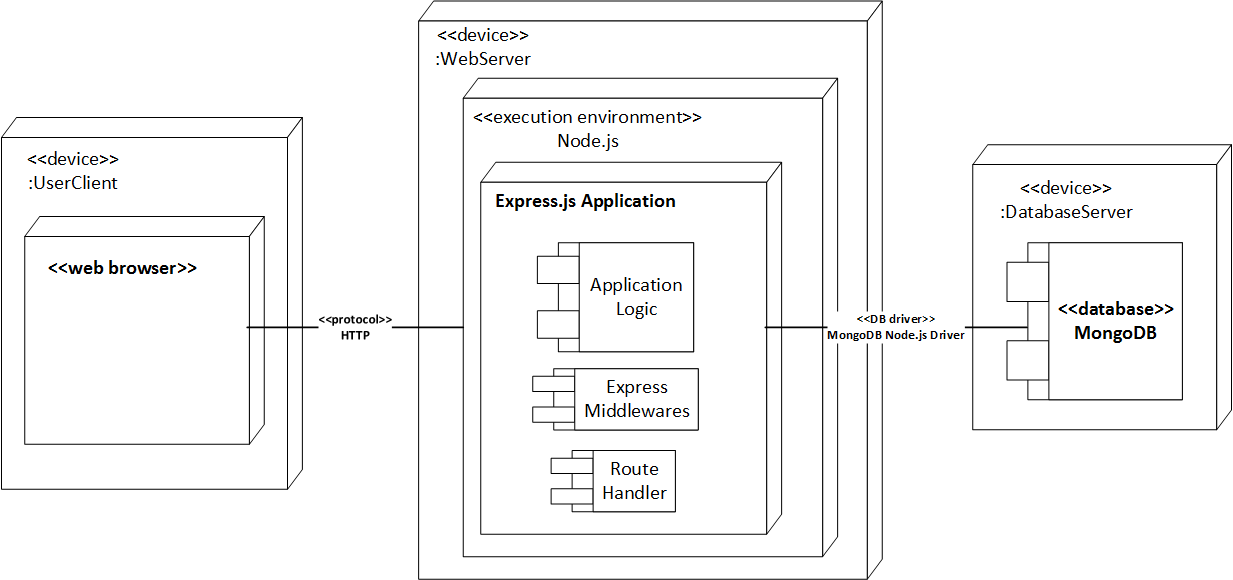 <<device>>
:UserClient
<<web browser>>
<<protocol>>
HTTP
<<device>>
:WebServer
<<execution environment>>
Node.js
Express.js Application
Application
Logic
Express
Middlewares
Route
Handler
<<DB driver>>
MongoDB Node.js Driver
<<device>>
:DatabaseServer
<<database>>
MongoDB